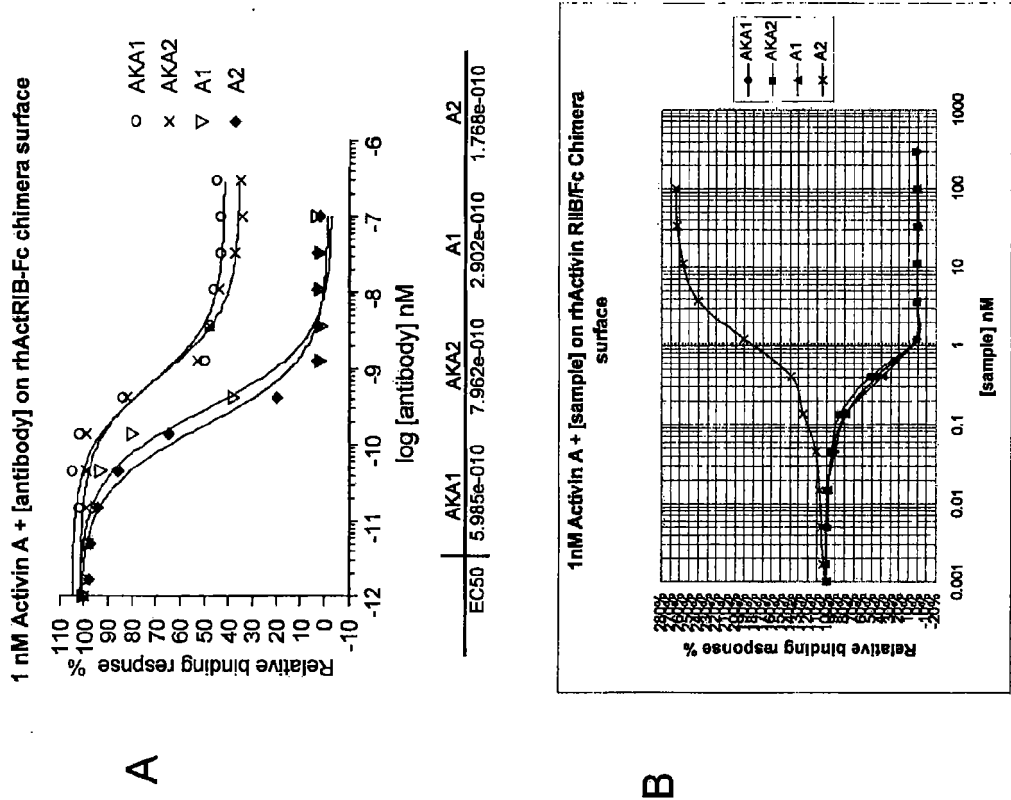 A
1 nM Activin A + [antibody] on rhActRIB-Fc chimera surface
Relative binding response %
110
100
90
80
70
60
50
40
30
20
10
0
-10
-12
-11
-10
-9
-8
-7
-6
log [antibody] nM
AKA1
AKA2
A1
A2
AKA1 AKA2 A1 A2
EC50 5.985e-010 7.962e-010 2.902e-010 1.768e-010
B
1nM Activin A + [sample] on rhActivin RIIB/Fc Chimera
surface
Relative binding response %
280%
-20%
0.001
0.01
0.1
1
10
100
1000
[sample] nM
AKA1
AKA2
A1
A2